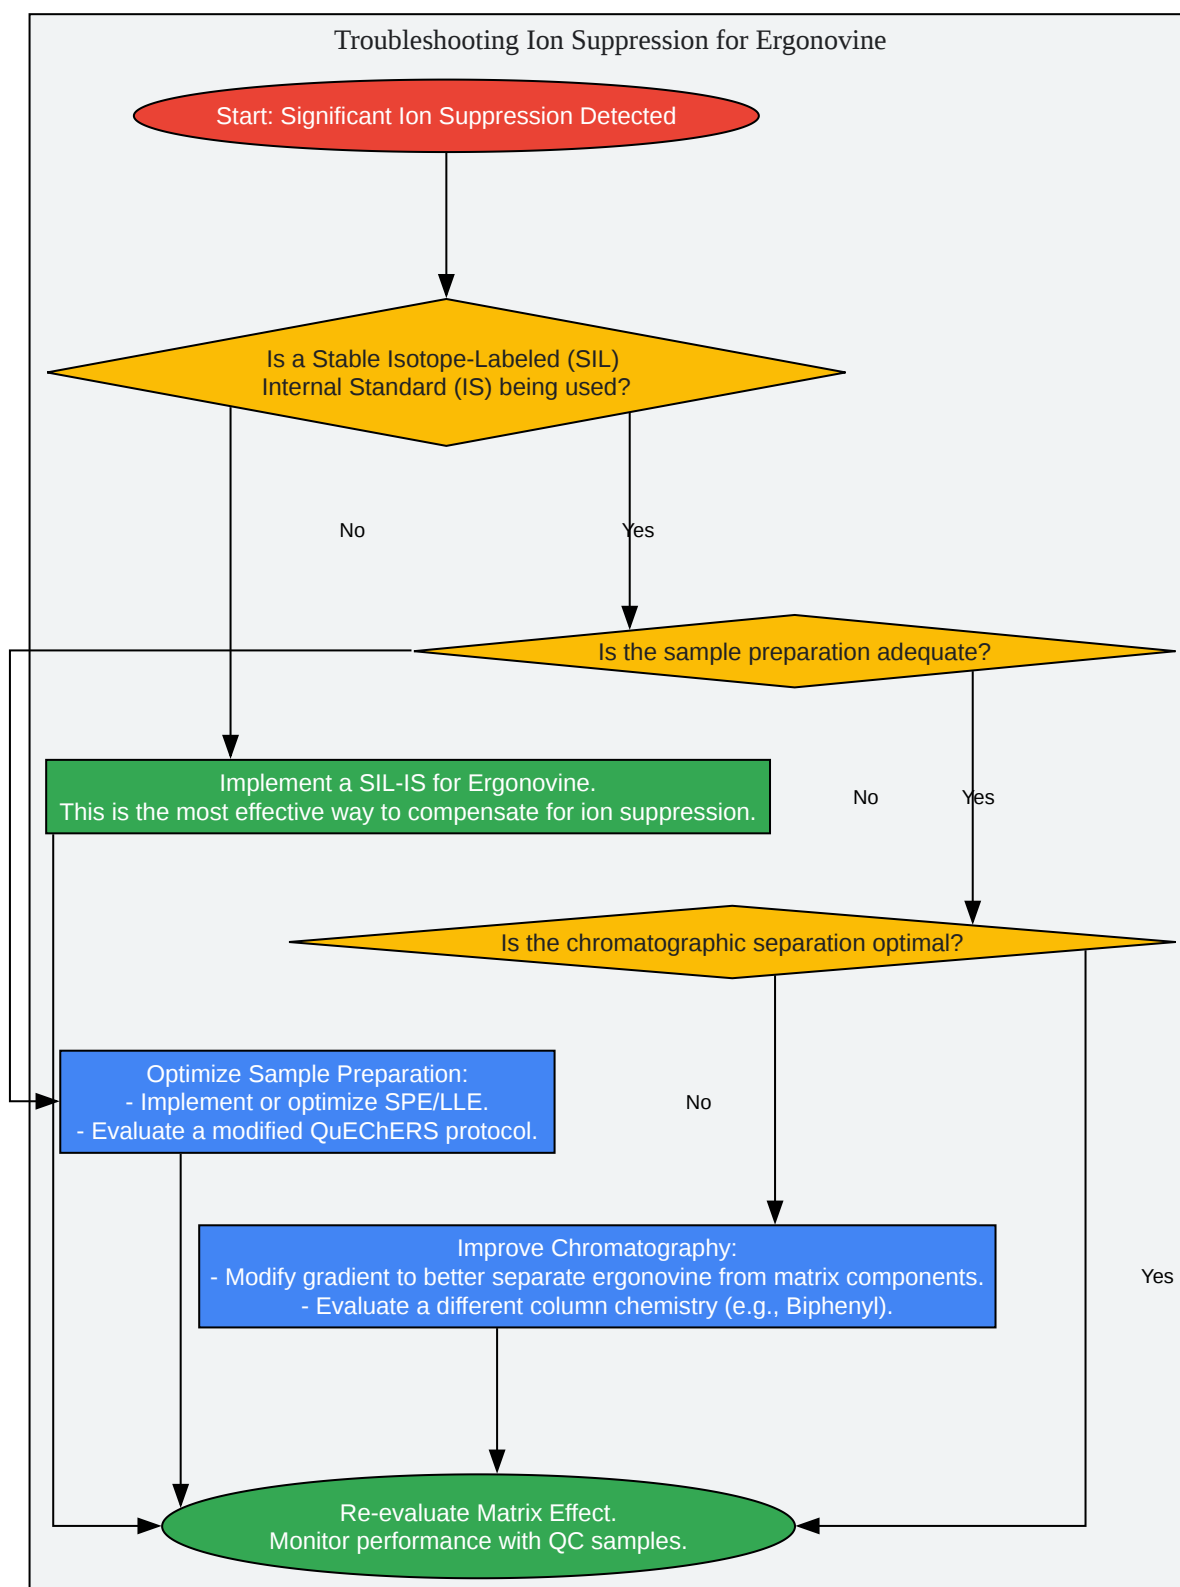 Troubleshooting Ion Suppression for Ergonovine
Start: Significant Ion Suppression Detected
Is a Stable Isotope-Labeled (SIL)
Internal Standard (IS) being used?
No
Yes
Is the sample preparation adequate?
Implement a SIL-IS for Ergonovine.
This is the most effective way to compensate for ion suppression.
No
Yes
Is the chromatographic separation optimal?
Optimize Sample Preparation:
- Implement or optimize SPE/LLE.
- Evaluate a modified QuEChERS protocol.
No
Improve Chromatography:
- Modify gradient to better separate ergonovine from matrix components.
- Evaluate a different column chemistry (e.g., Biphenyl).
Yes
Re-evaluate Matrix Effect.
Monitor performance with QC samples.